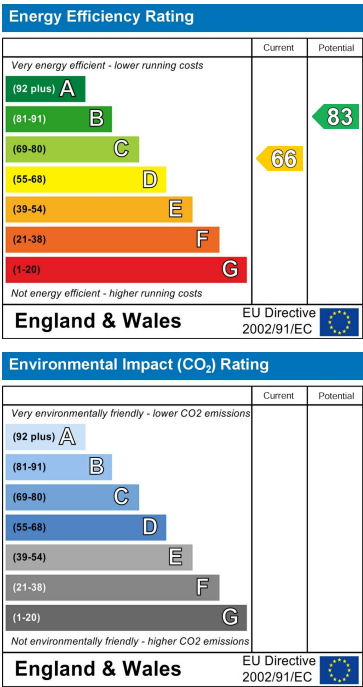 Energy Efficiency Rating
Current Potential
Very energy efficient - lower running costs
(92 plus) A
(81-91) B
83
(69-80) C
66
(55-68) D
(39-54) E
(21-38) F
(1-20) G
Not energy efficient - higher running costs
England & Wales
EU Directive
2002/91/EC
Environmental Impact (CO₂) Rating
Current Potential
Very environmentally friendly - lower CO2 emissions
(92 plus) A
(81-91) B
(69-80) C
(55-68) D
(39-54) E
(21-38) F
(1-20) G
Not environmentally friendly - higher CO2 emissions
England & Wales
EU Directive
2002/91/EC